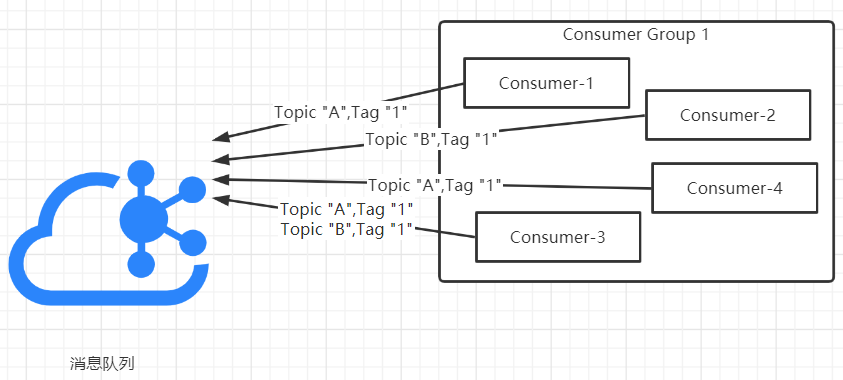 Consumer Group 1
Consumer-1
Topic "A",Tag "1"
Consumer-2
Topic "B",Tag "1"
Topic "A",Tag "1"
Consumer-4
Topic "A",Tag "1"
Topic "B",Tag "1"
Consumer-3
消息队列